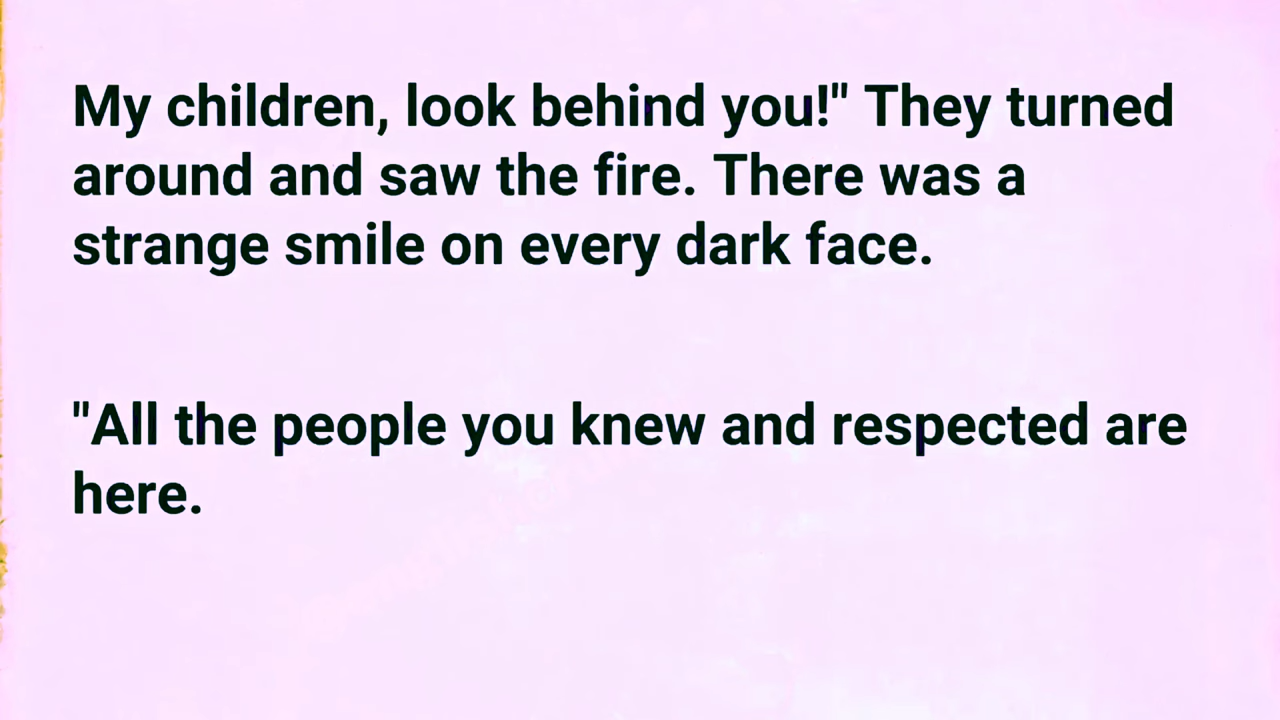 My children, look behind you!" They turned
around and saw the fire. There was a
strange smile on every dark face.
"All the people you knew and respected are
here.